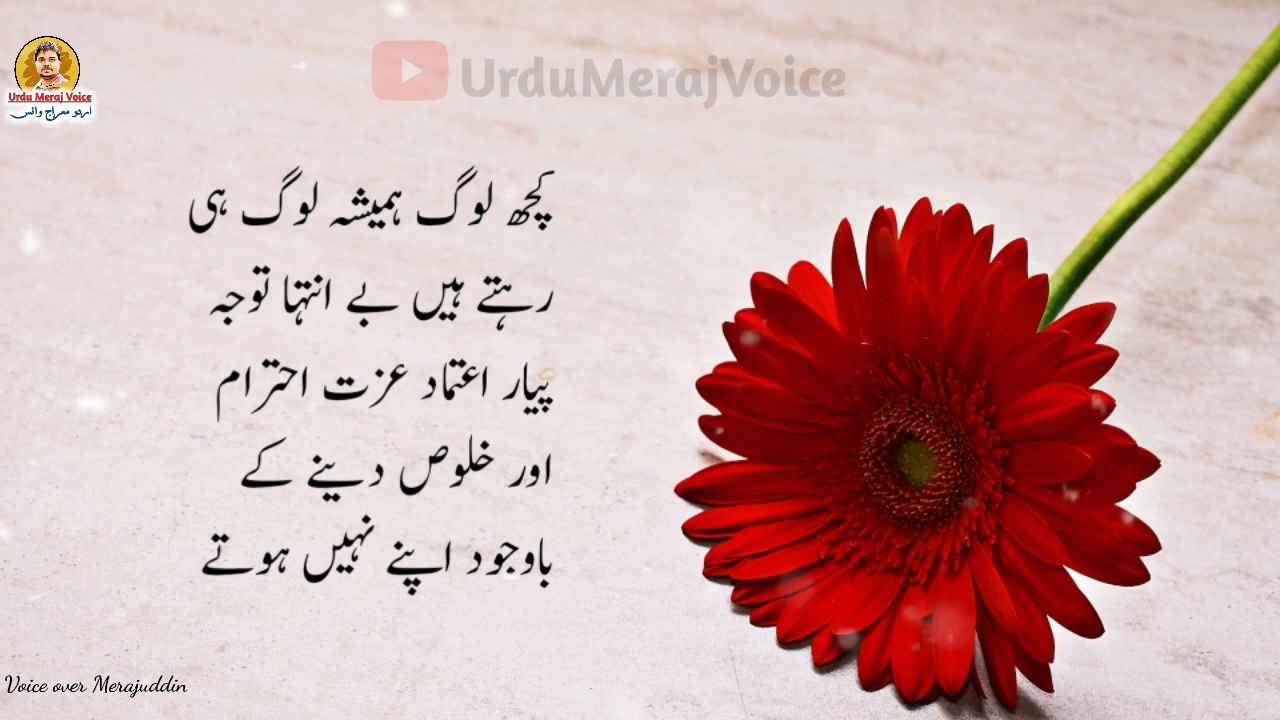 UrduMerajVoice
Urdu Meraj Voice
اردو معراج وائس
کچھ لوگ ہمیشہ لوگ ہی
رہتے ہیں بے انتہا توجہ
پیار اعتماد عزت احترام
اور خلوص دینے کے
باوجود اپنے نہیں ہوتے
Voice over Merajuddin